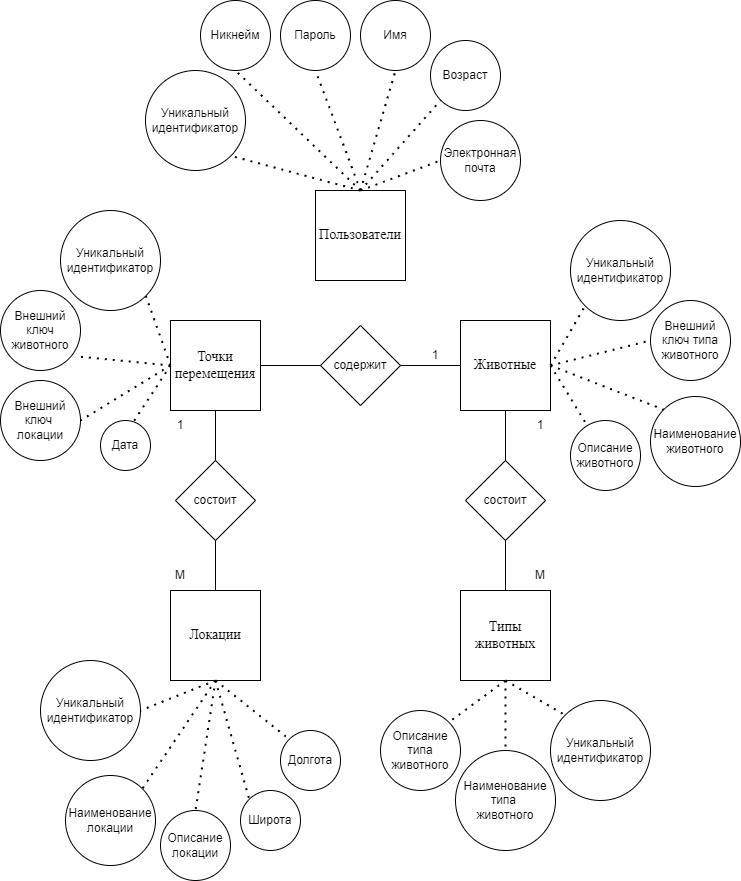 Никнейм
Пароль
Имя
Возраст
Уникальный
идентификатор
Электронная
почта
Пользователи
Уникальный
идентификатор
Внешний
ключ
животного
Внешний
ключ
локации
Дата
Точки
перемещения
содержит
1
Животные
Уникальный
идентификатор
Внешний
ключ типа
животного
Наименование
животного
Описание
животного
1
1
состоит
состоит
М
М
Локации
Типы
животных
Уникальный
идентификатор
Наименование
локации
Описание
локации
Широта
Долгота
Описание
типа
животного
Наименование
типа
животного
Уникальный
идентификатор